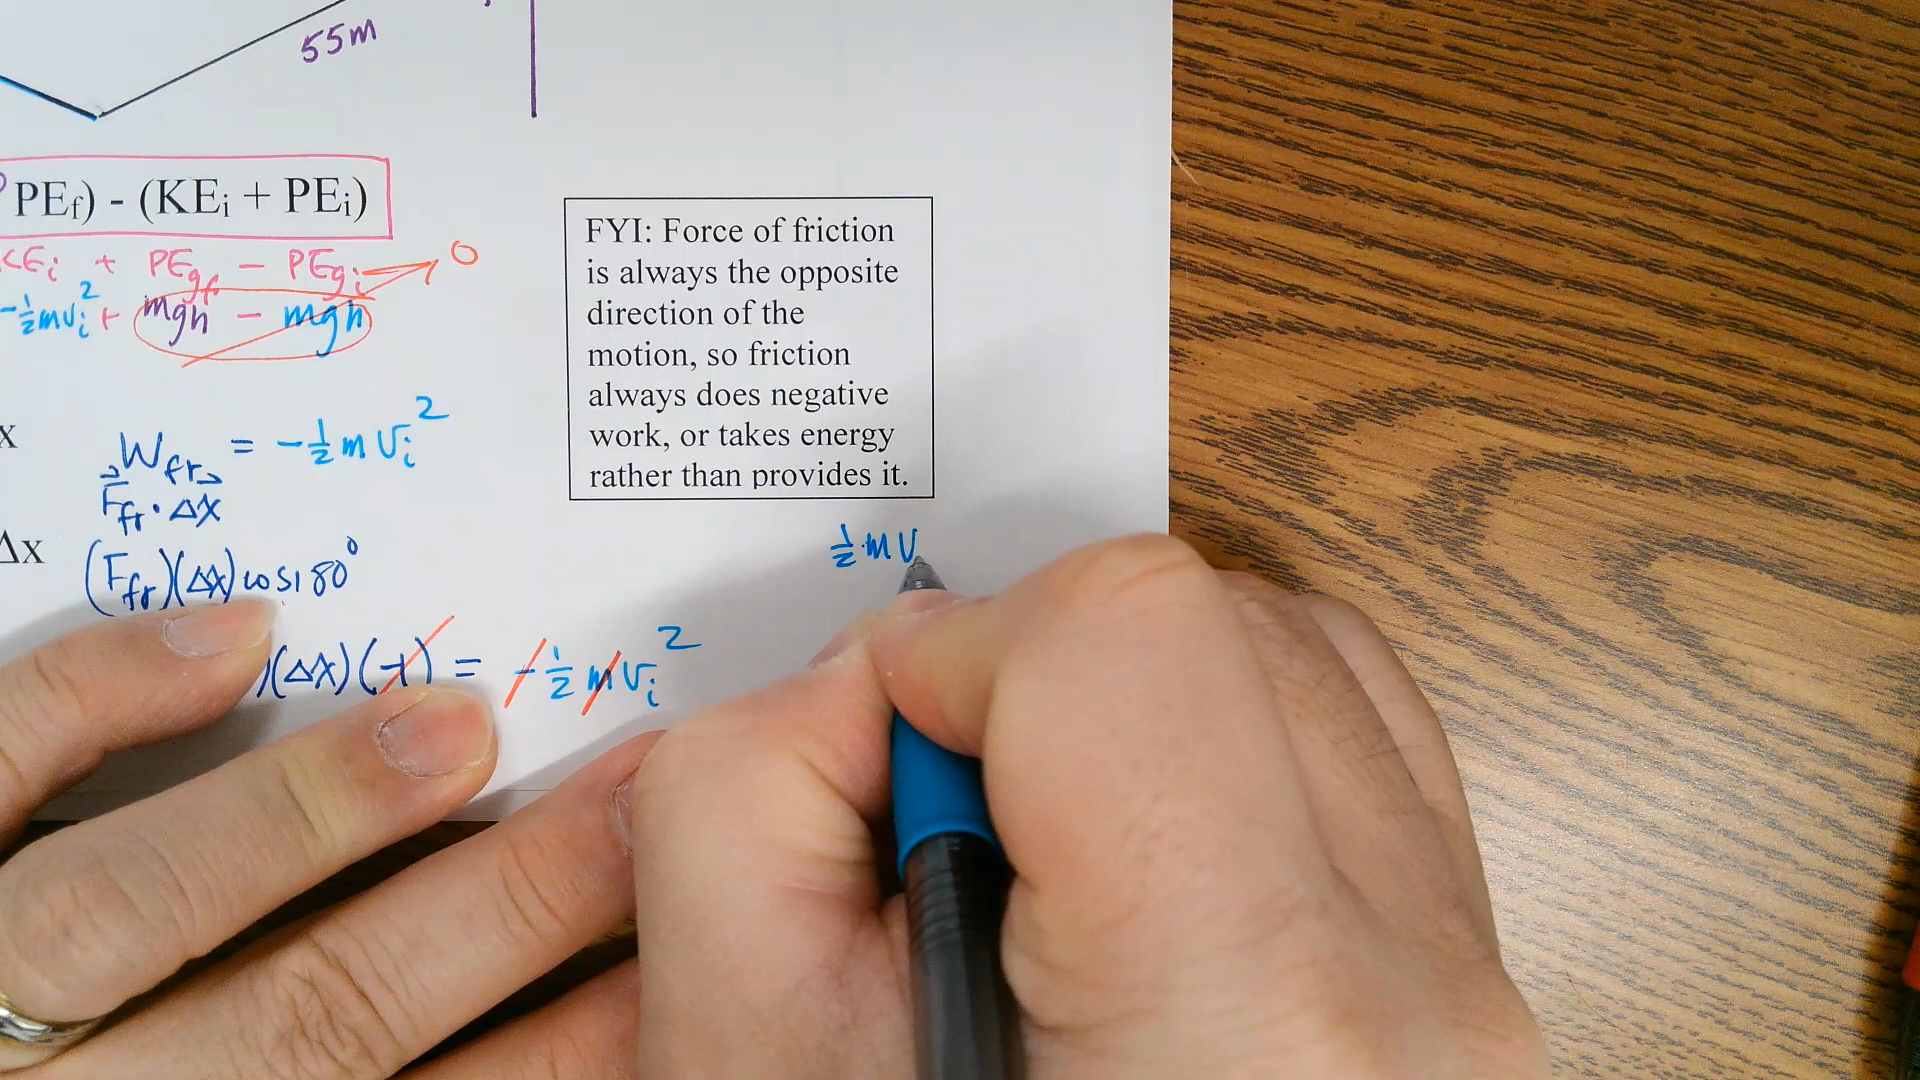 55m
PEf) - (KEi + PEi)
KEi + PEgf - PEgi → 0
-½mvi² + mgh - mgh
x
Wfr = -½mvi²
Ffr · Δx
Δx
(Ffr)(Δx)cos180°
)(Δx)(-1) = -½mvi²
FYI: Force of friction
is always the opposite
direction of the
motion, so friction
always does negative
work, or takes energy
rather than provides it.
½mv